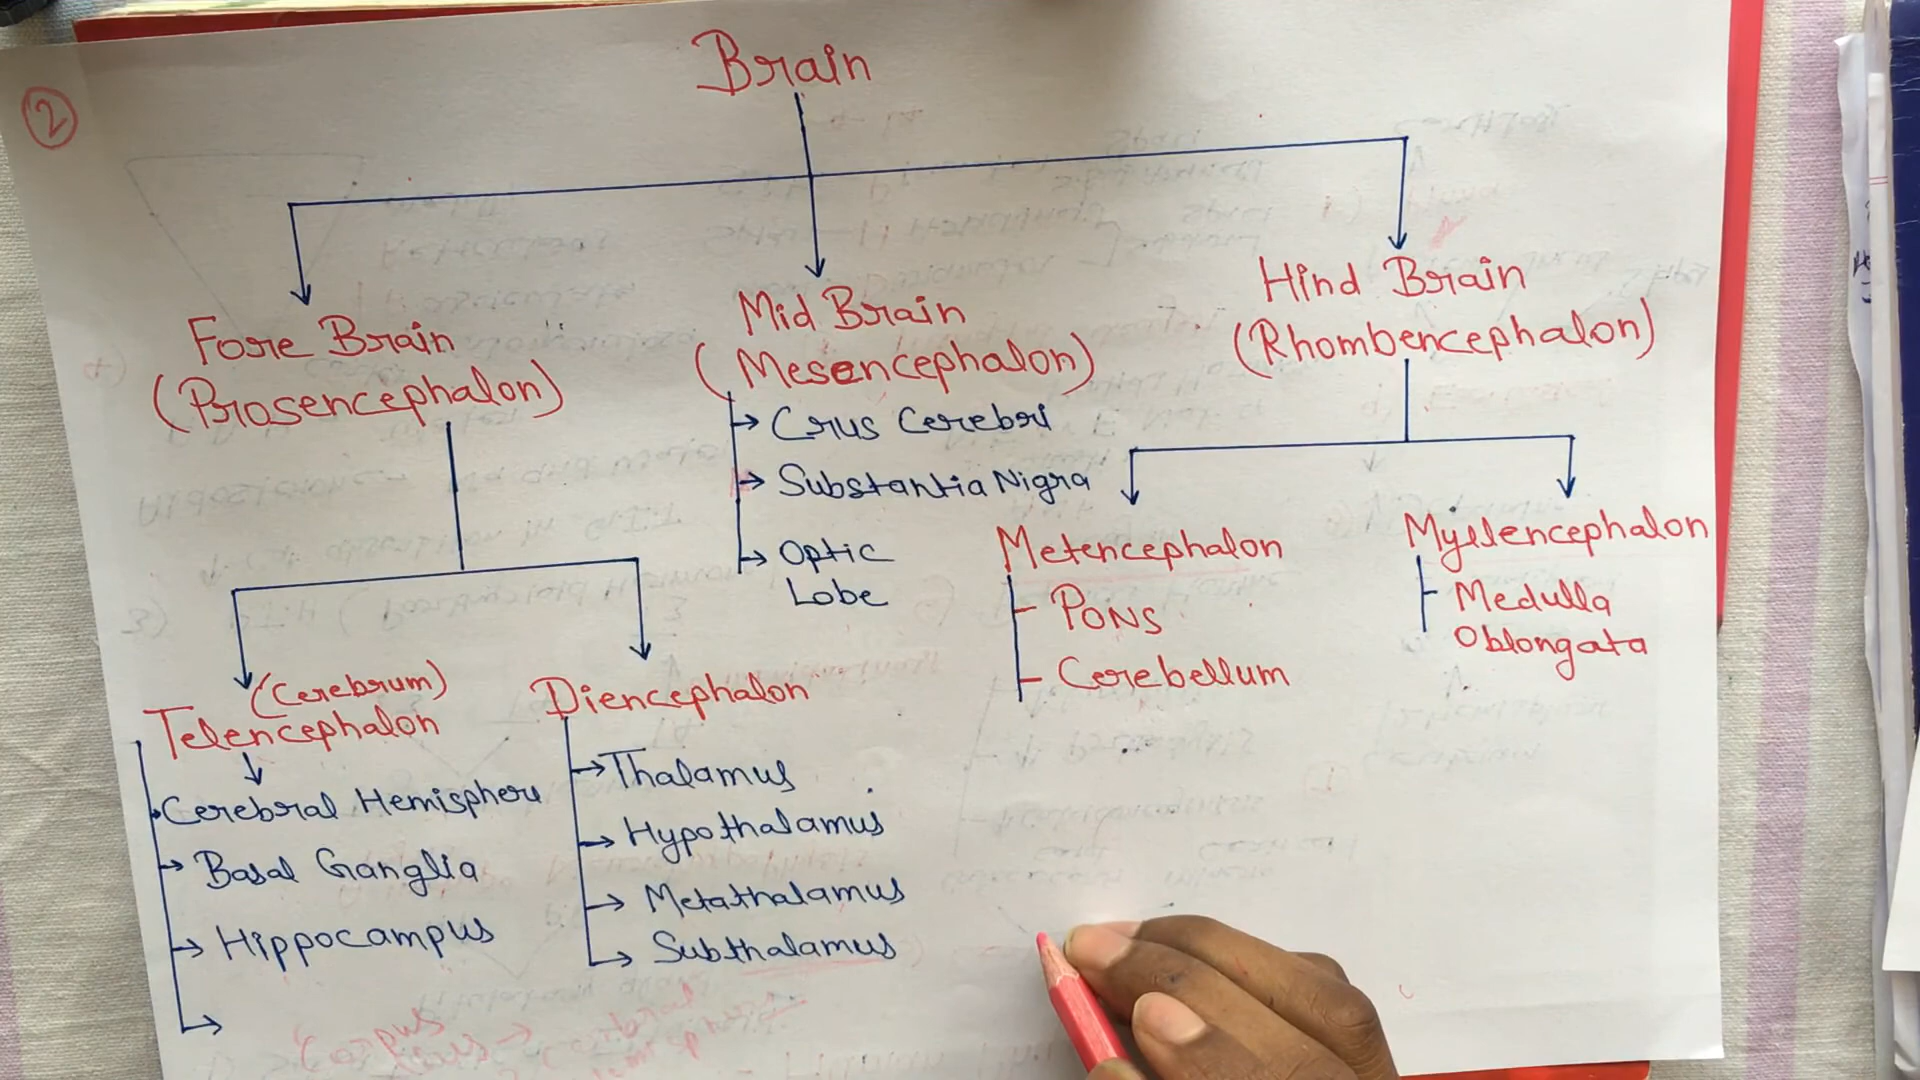 2
Brain
Fore Brain
(Prosencephalon)
Mid Brain
(Mesencephalon)
Crus Cerebri
Substantia Nigra
Optic
Lobe
Hind Brain
(Rhombencephalon)
Metencephalon
PONS
Cerebellum
Myelencephalon
Medulla
Oblongata
(Cerebrum)
Telencephalon
Cerebral Hemisphere
Basal Ganglia
Hippocampus
Diencephalon
Thalamus
Hypothalamus
Metathalamus
Subthalamus